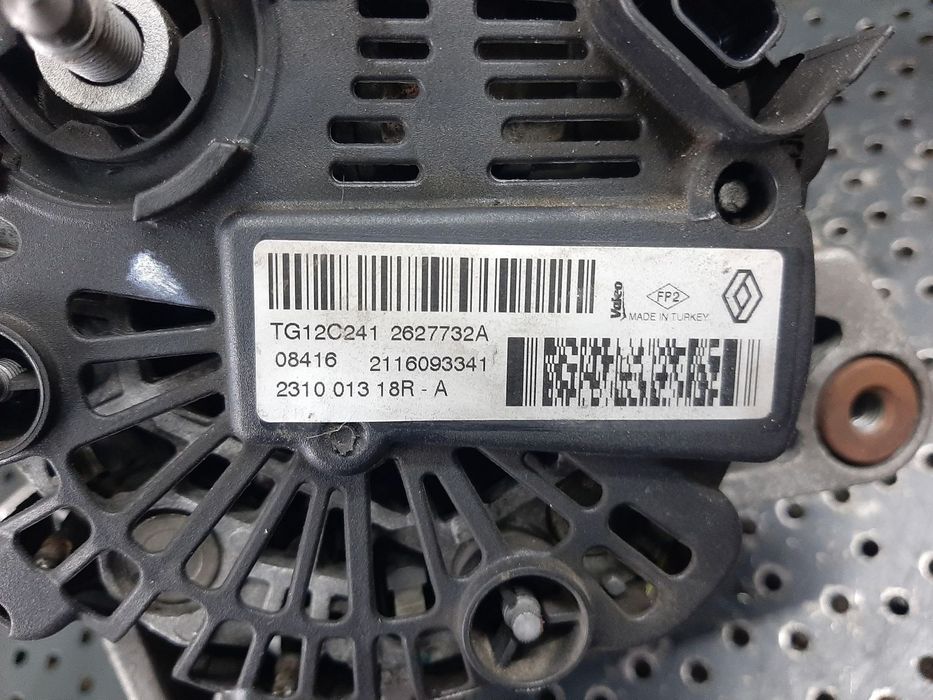 Valeo
FP2
MADE IN TURKEY
TG12C241 2627732A
08416 2116093341
2310 013 18R - A